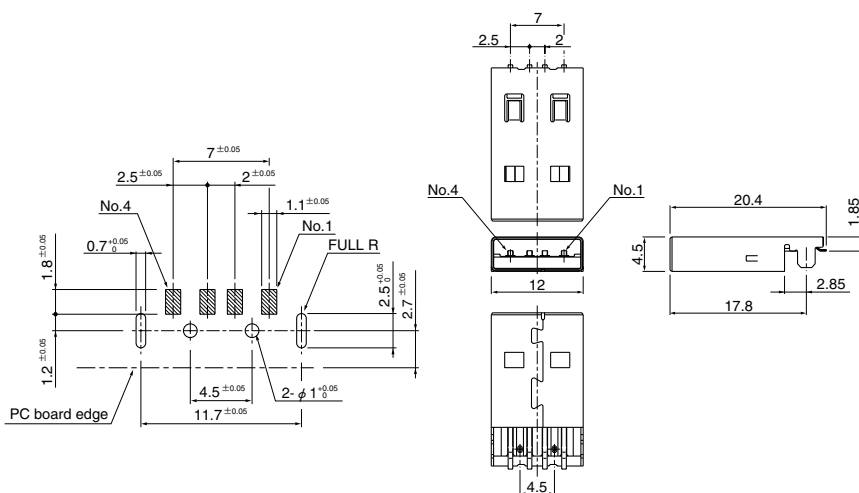 7
2.5 2
7 ±0.05
2.5 ±0.05 2 ±0.05
No.4 1.1 ±0.05
No.1
0.7 +0.05 0
FULL R
1.8 ±0.05
2.5 +0.05 0
2.7 ±0.05
1.2 ±0.05
4.5 ±0.05
2- φ 1 +0.05 0
PC board edge
11.7 ±0.05
No.4 No.1
12
20.4
1.85
4.5
2.85
17.8
4.5